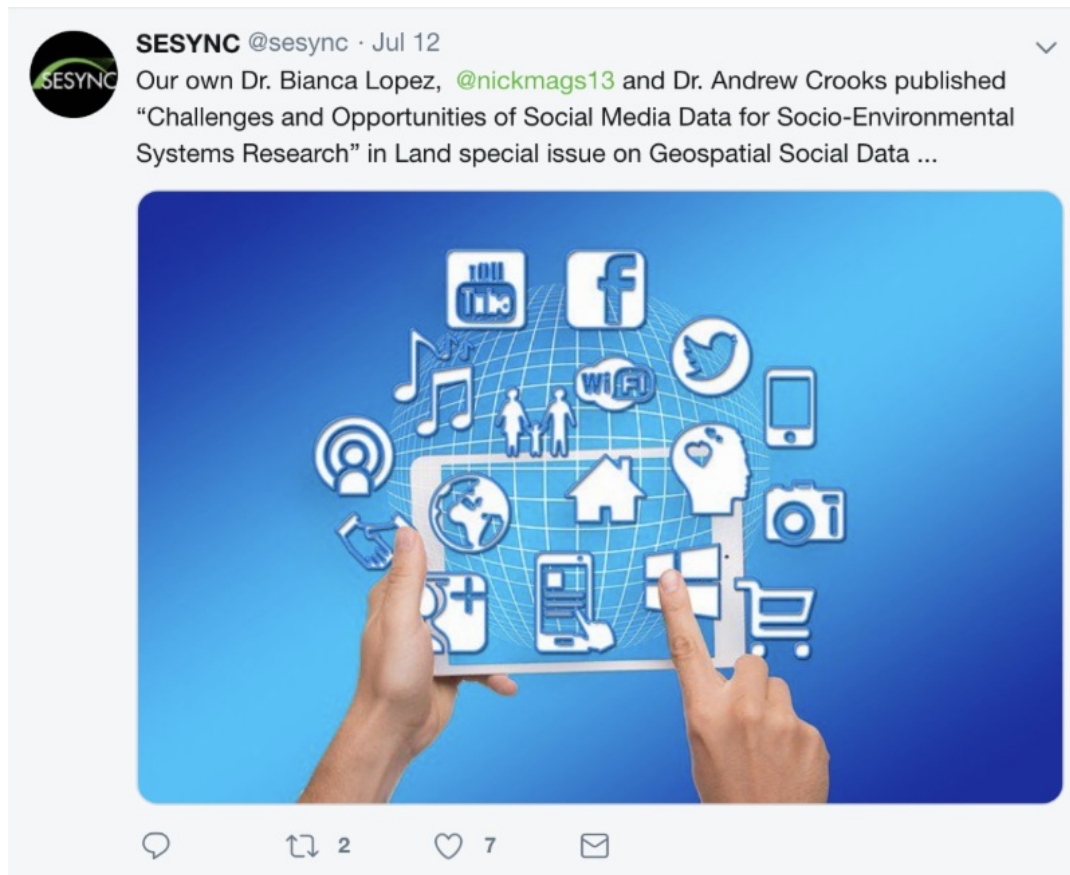 SESYNC @sesync · Jul 12
SESYNC
Our own Dr. Bianca Lopez, @nickmags13 and Dr. Andrew Crooks published
“Challenges and Opportunities of Social Media Data for Socio-Environmental
Systems Research” in Land special issue on Geospatial Social Data ...
You
Tube
f
WiFi
2
7